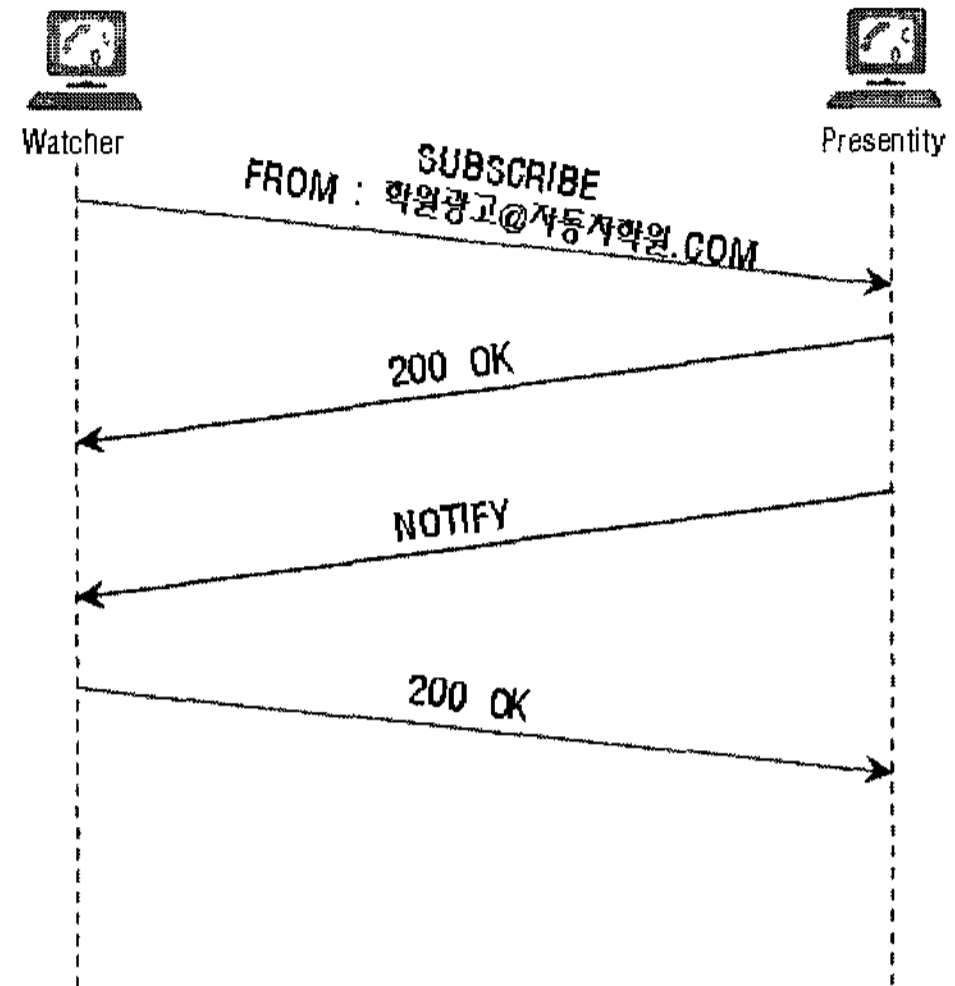 Watcher
Presentity
SUBSCRIBE
FROM : 학원광고@자동차학원.COM
200 OK
NOTIFY
200 OK